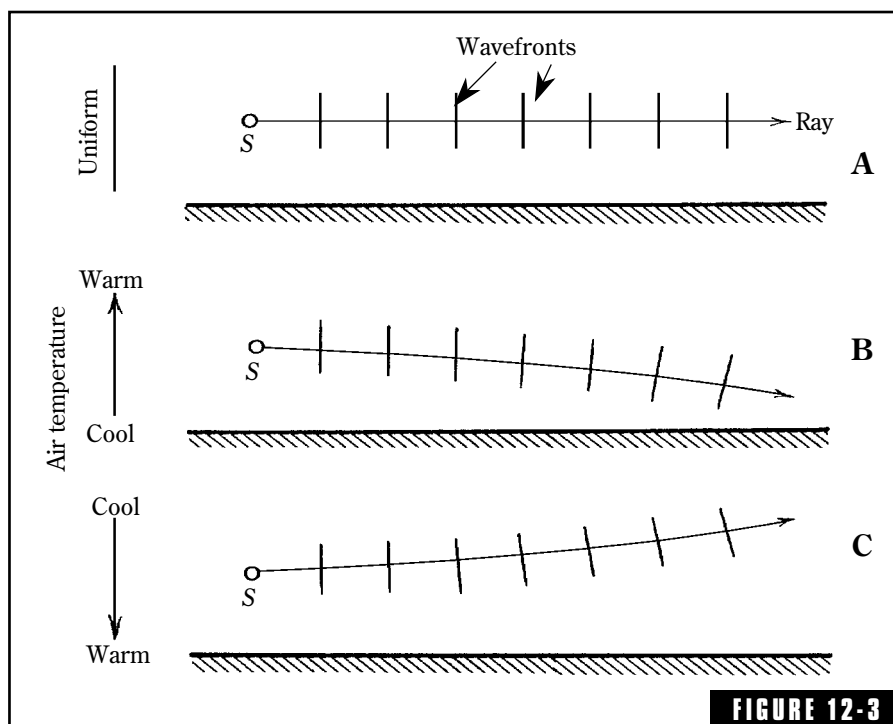 Wavefronts
Uniform
S
Ray
A
Air temperature
Warm
Cool
S
B
Cool
Warm
S
C
FIGURE 12-3